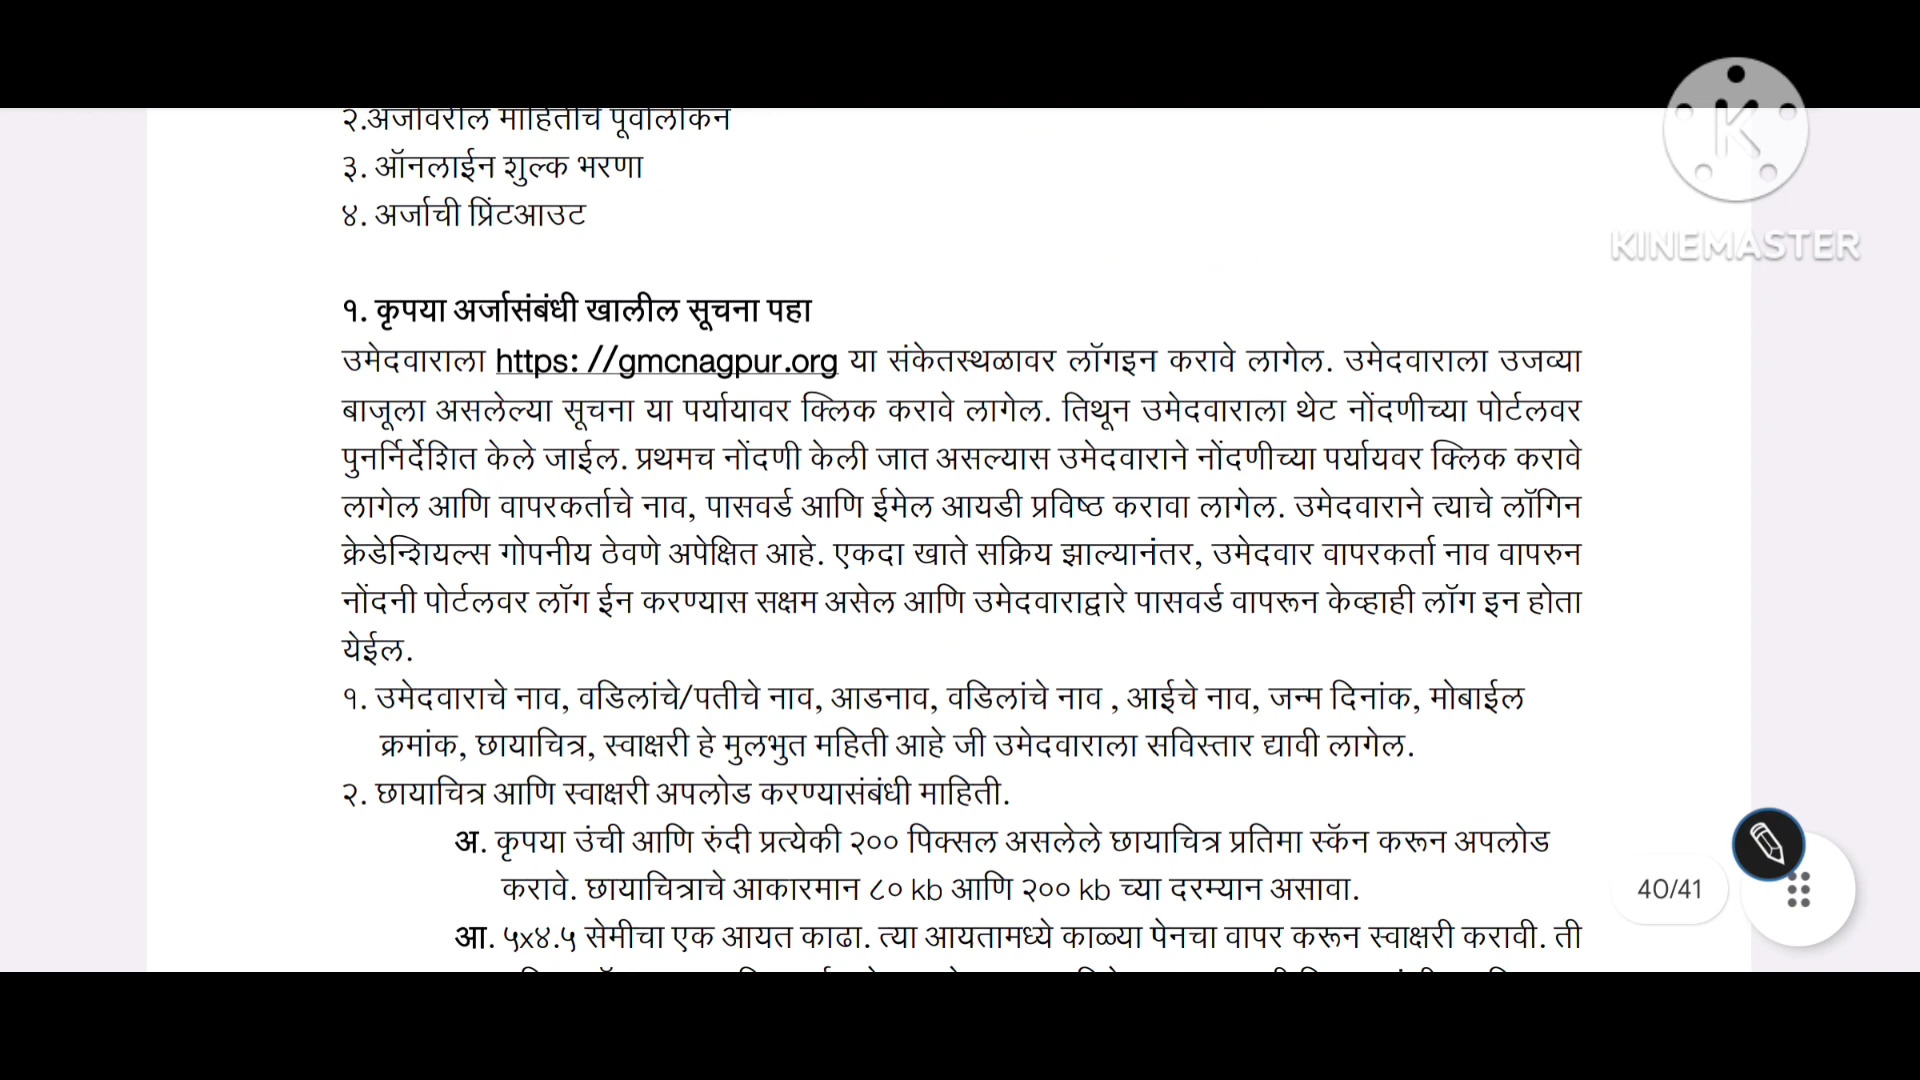 २.अर्जावरील माहितीचे पूर्वालोकन
३. ऑनलाईन शुल्क भरणा
४. अर्जाची प्रिंटआउट
KINEMASTER
१. कृपया अर्जासंबंधी खालील सूचना पहा
उमेदवाराला https: //gmcnagpur.org या संकेतस्थळावर लॉगइन करावे लागेल. उमेदवाराला उजव्या
बाजूला असलेल्या सूचना या पर्यायावर क्लिक करावे लागेल. तिथून उमेदवाराला थेट नोंदणीच्या पोर्टलवर
पुनर्निर्देशित केले जाईल. प्रथमच नोंदणी केली जात असल्यास उमेदवाराने नोंदणीच्या पर्यायवर क्लिक करावे
लागेल आणि वापरकर्ताचे नाव, पासवर्ड आणि ईमेल आयडी प्रविष्ठ करावा लागेल. उमेदवाराने त्याचे लॉगिन
क्रेडेन्शियल्स गोपनीय ठेवणे अपेक्षित आहे. एकदा खाते सक्रिय झाल्यानंतर, उमेदवार वापरकर्ता नाव वापरुन
नोंदनी पोर्टलवर लॉग ईन करण्यास सक्षम असेल आणि उमेदवाराद्वारे पासवर्ड वापरून केव्हाही लॉग इन होता
येईल.
१. उमेदवाराचे नाव, वडिलांचे/पतीचे नाव, आडनाव, वडिलांचे नाव , आईचे नाव, जन्म दिनांक, मोबाईल
क्रमांक, छायाचित्र, स्वाक्षरी हे मुलभुत महिती आहे जी उमेदवाराला सविस्तार द्यावी लागेल.
२. छायाचित्र आणि स्वाक्षरी अपलोड करण्यासंबंधी माहिती.
अ. कृपया उंची आणि रुंदी प्रत्येकी २०० पिक्सल असलेले छायाचित्र प्रतिमा स्कॅन करून अपलोड
करावे. छायाचित्राचे आकारमान ८० kb आणि २०० kb च्या दरम्यान असावा.
40/41
आ. ५x४.५ सेमीचा एक आयत काढा. त्या आयतामध्ये काळ्या पेनचा वापर करून स्वाक्षरी करावी. ती